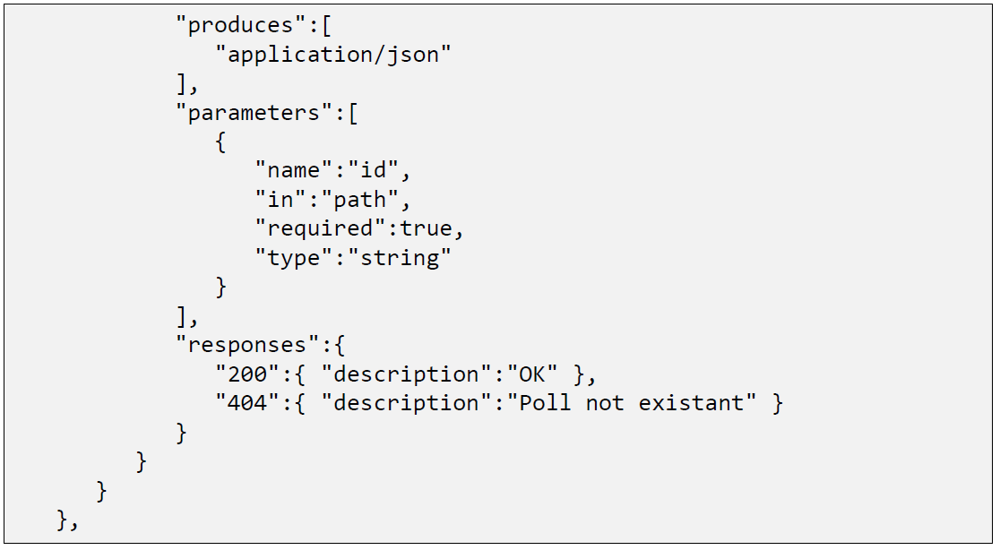 "produces":[
"application/json"
],
"parameters":[
{
"name":"id",
"in":"path",
"required":true,
"type":"string"
}
],
"responses":{
"200":{ "description":"OK" },
"404":{ "description":"Poll not existant" }
}
}
}
},